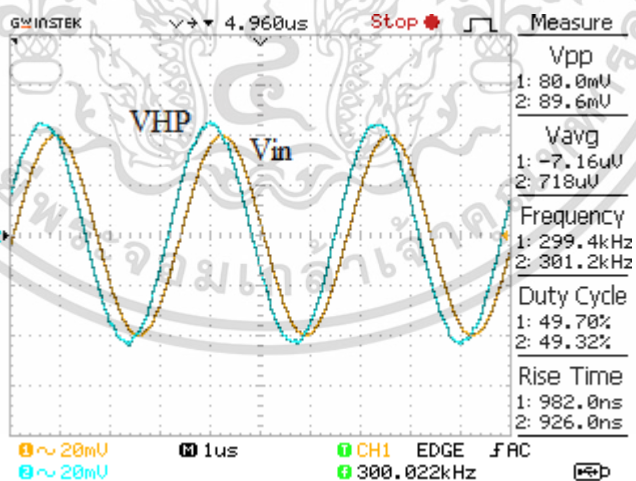 GWINSTEK 4.960us Stop Measure
Vpp
1: 80.0mV
2: 89.6mV
Vavg
1: -7.16uV
2: 718uV
Frequency
1: 299.4kHz
2: 301.2kHz
Duty Cycle
1: 49.70%
2: 49.32%
Rise Time
1: 982.0ns
2: 926.0ns
VHP
Vin
1 ~ 20mV M 1us CH1 EDGE AC
2 ~ 20mV f 300.022kHz